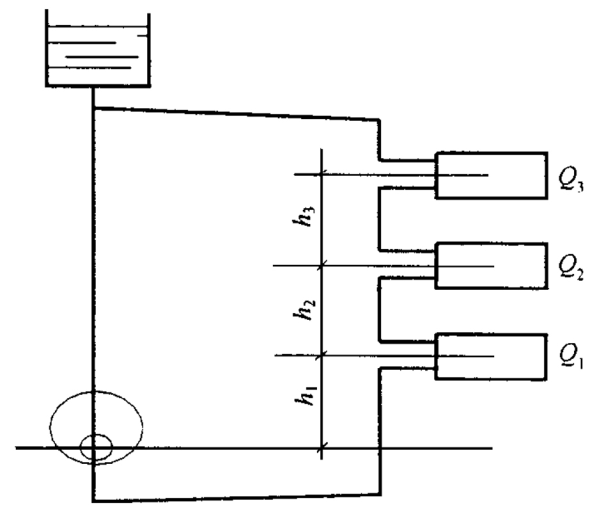 Q₃
h₃
Q₂
h₂
Q₁
h₁